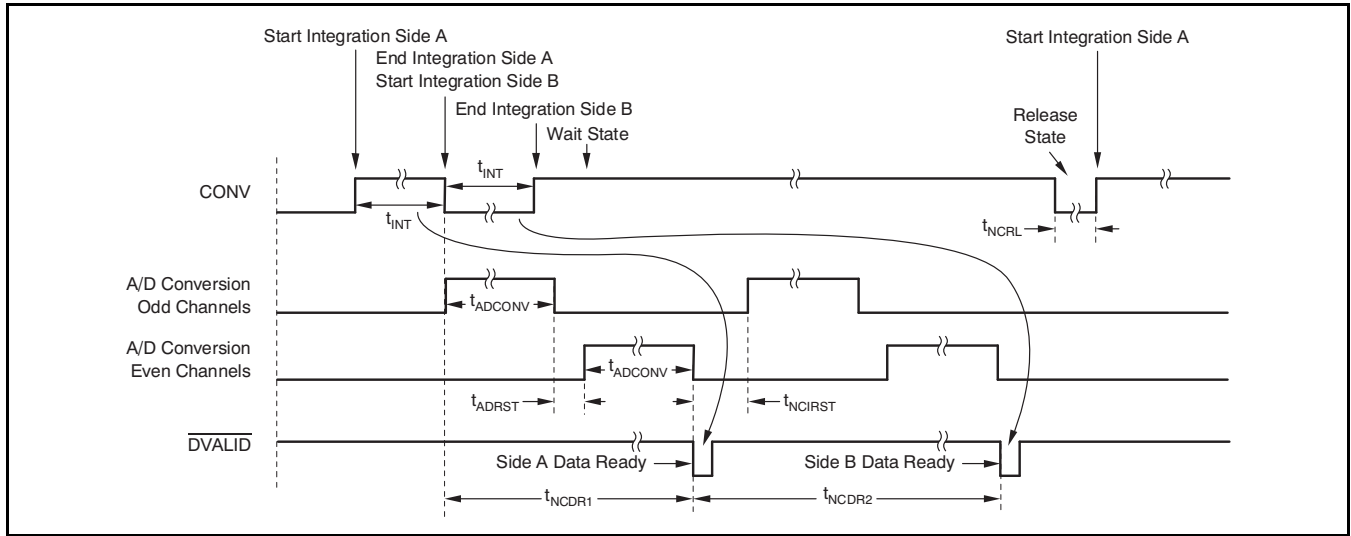 Start Integration Side A
End Integration Side A
Start Integration Side B
End Integration Side B
Wait State
Release
State
Start Integration Side A
CONV
tINT
tINT
tNCRL
A/D Conversion
Odd Channels
tADCONV
A/D Conversion
Even Channels
tADCONV
tADRST
tNCIRST
DVALID
Side A Data Ready
Side B Data Ready
tNCDR1
tNCDR2